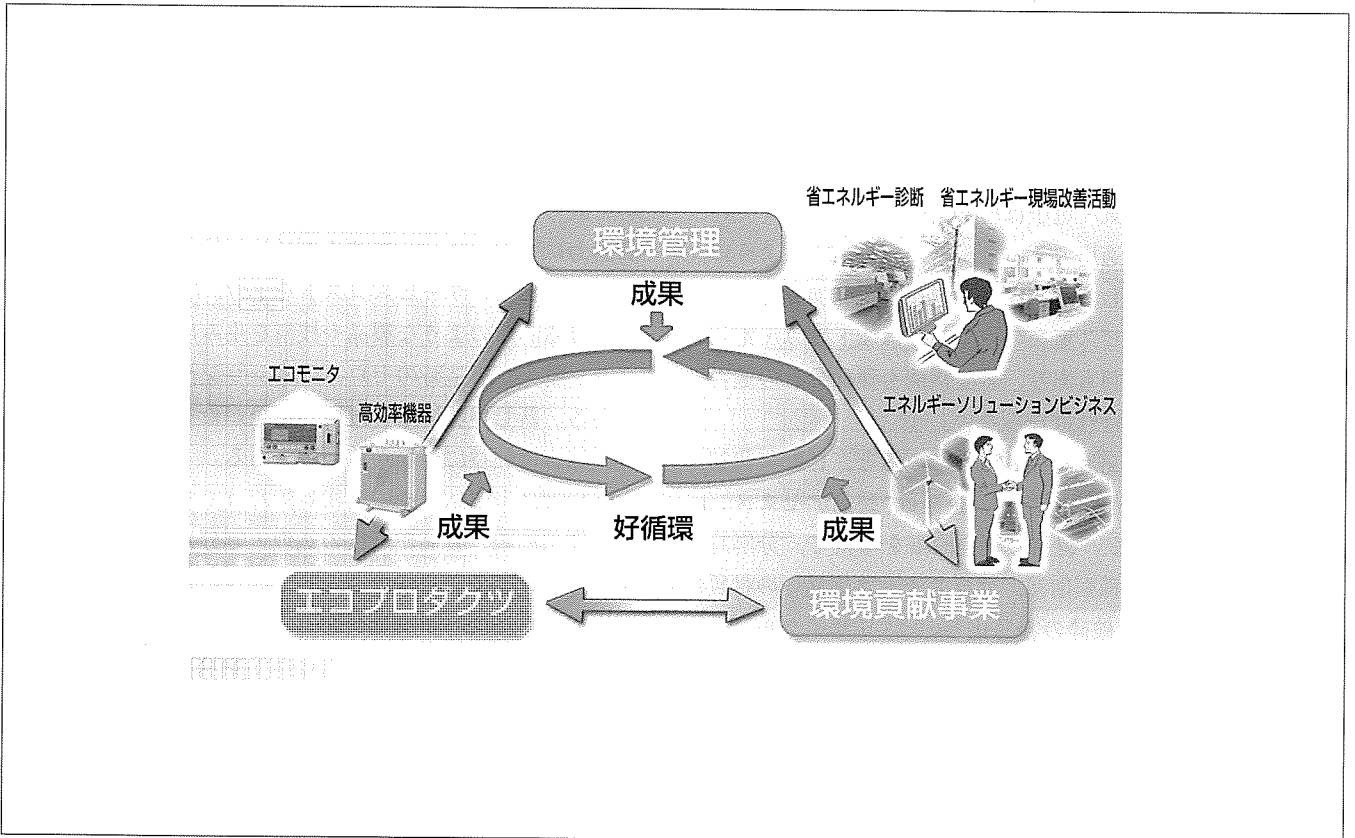 省エネルギー診断 省エネルギー現場改善活動
環境管理
成果
エコモニタ
高効率機器
エネルギーソリューションビジネス
成果
好循環
成果
エコプロダクツ
環境貢献事業